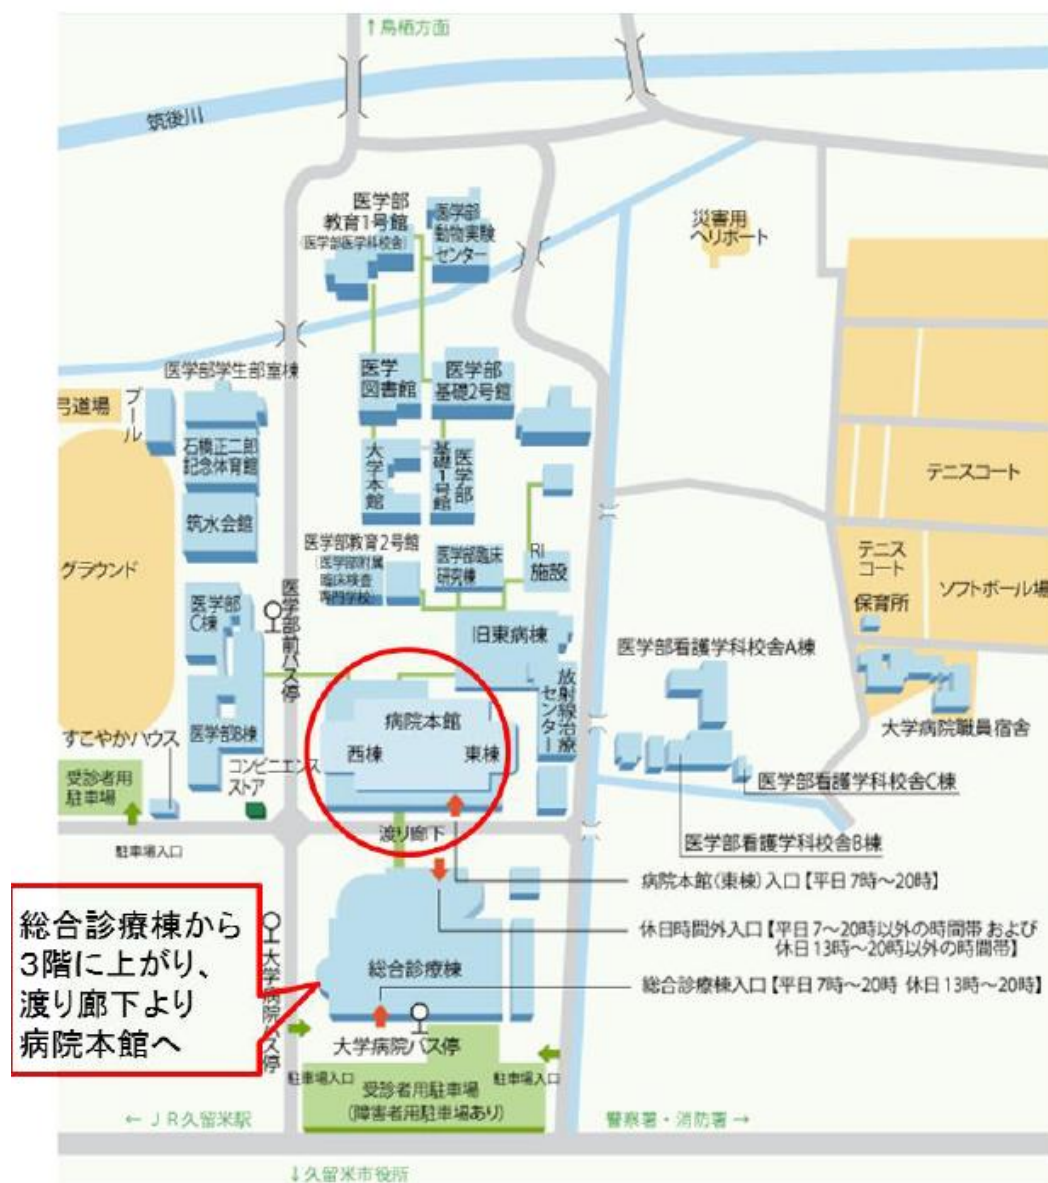 ↑鳥栖方面
筑後川
医学部
教育1号館
(医学部医学科校舎)
医学部
動物実験
センター
災害用
ヘリポート
医学部学生部室棟
弓道場
プール
医学
図書館
医学部
基礎2号館
石橋正二郎
記念体育館
大学本館
医学部
基礎1号館
テニスコート
筑水会館
グラウンド
医学部教育2号館
(医学部附属
臨床検査
専門学校)
医学部臨床
研究棟
RI
施設
テニス
コート
保育所
ソフトボール場
医学部
C棟
医学部前バス停
旧東病棟
医学部看護学科校舎A棟
放射線治療
センター
病院本館
西棟
東棟
大学病院職員宿舎
すこやかハウス
医学部B棟
コンビニエンス
ストア
受診者用
駐車場
医学部看護学科校舎C棟
駐車場入口
渡り廊下
医学部看護学科校舎B棟
病院本館(東棟)入口【平日7時〜20時】
総合診療棟から
3階に上がり、
渡り廊下より
病院本館へ
大学病院バス停
休日時間外入口【平日7〜20時以外の時間帯 および
休日13時〜20時以外の時間帯】
総合診療棟
総合診療棟入口【平日7時〜20時 休日13時〜20時】
大学病院バス停
駐車場入口
駐車場入口
受診者用駐車場
(障害者用駐車場あり)
← JR久留米駅
警察署・消防署 →
↓久留米市役所